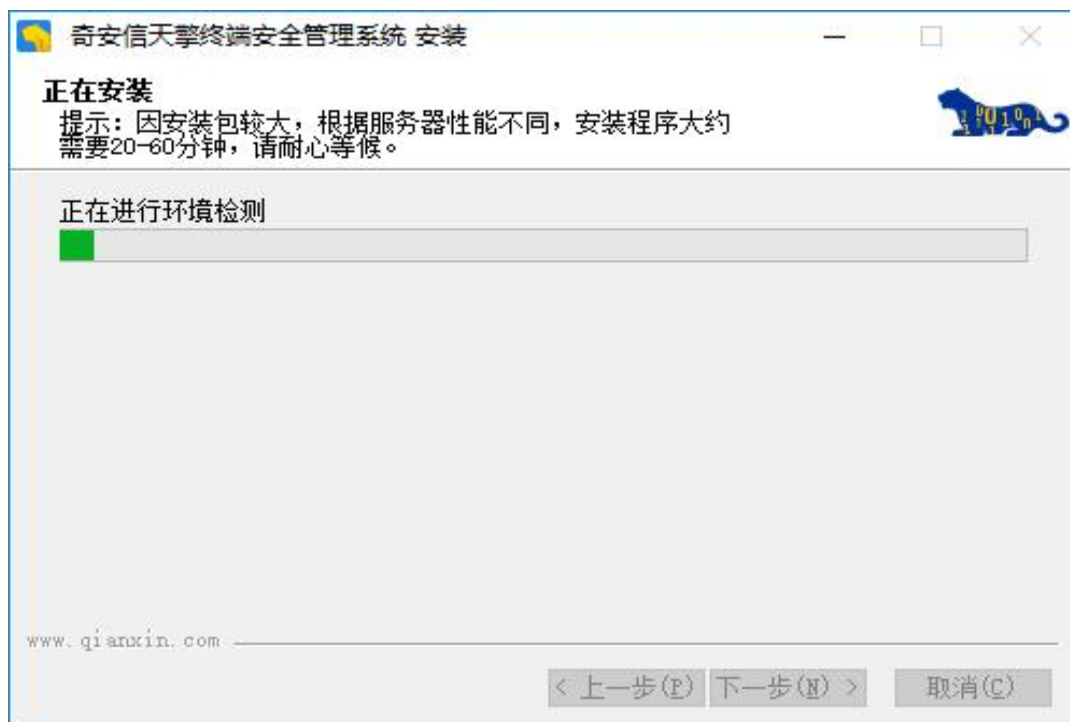 奇安信天擎终端安全管理系统 安装
正在安装
提示：因安装包较大，根据服务器性能不同，安装程序大约
需要20-60分钟，请耐心等候。
正在进行环境检测
www.qianxin.com
< 上一步(P) 下一步(N) > 取消(C)